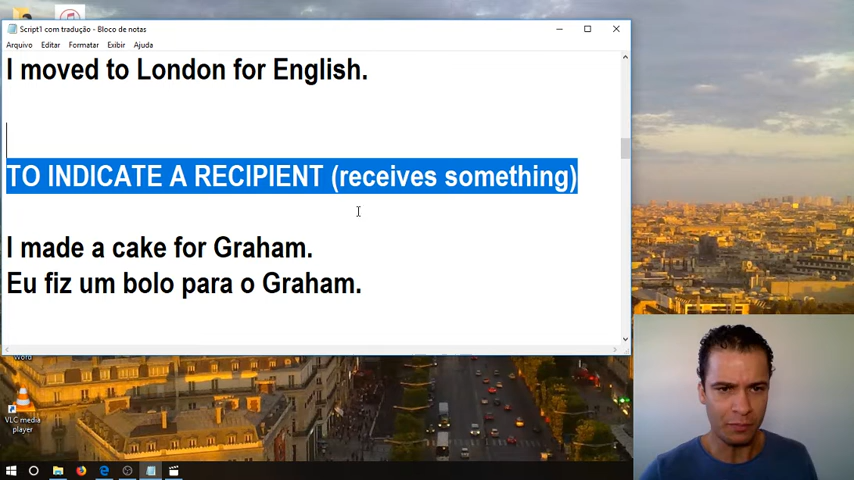 Script1 com tradução - Bloco de notas
Arquivo Editar Formatar Exibir Ajuda
I moved to London for English.
TO INDICATE A RECIPIENT (receives something)
I made a cake for Graham.
Eu fiz um bolo para o Graham.
Word
VLC media
player